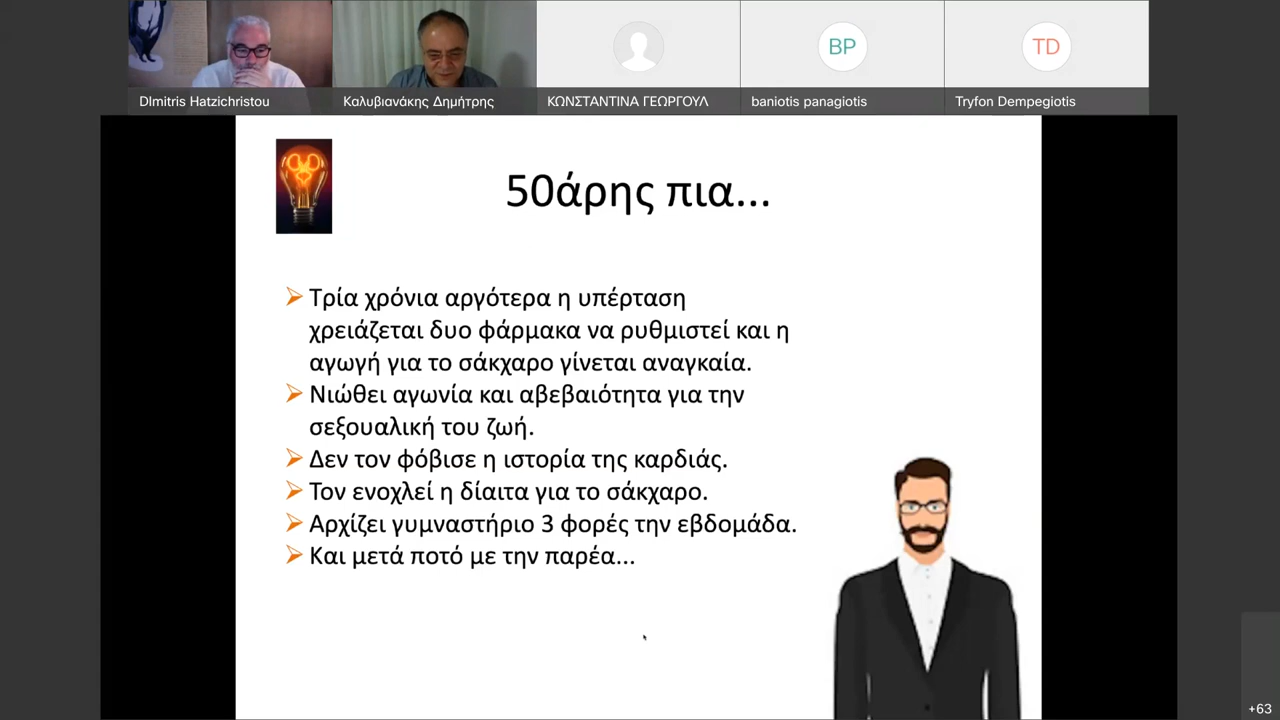 DImitris Hatzichristou
Καλυβιανάκης Δημήτρης
ΚΩΝΣΤΑΝΤΙΝΑ ΓΕΩΡΓΟΥΛ
BP
baniotis panagiotis
TD
Tryfon Dempegiotis
50άρης πια...
Τρία χρόνια αργότερα η υπέρταση
χρειάζεται δυο φάρμακα να ρυθμιστεί και η
αγωγή για το σάκχαρο γίνεται αναγκαία.
Νιώθει αγωνία και αβεβαιότητα για την
σεξουαλική του ζωή.
Δεν τον φόβισε η ιστορία της καρδιάς.
Τον ενοχλεί η δίαιτα για το σάκχαρο.
Αρχίζει γυμναστήριο 3 φορές την εβδομάδα.
Και μετά ποτό με την παρέα...
+63